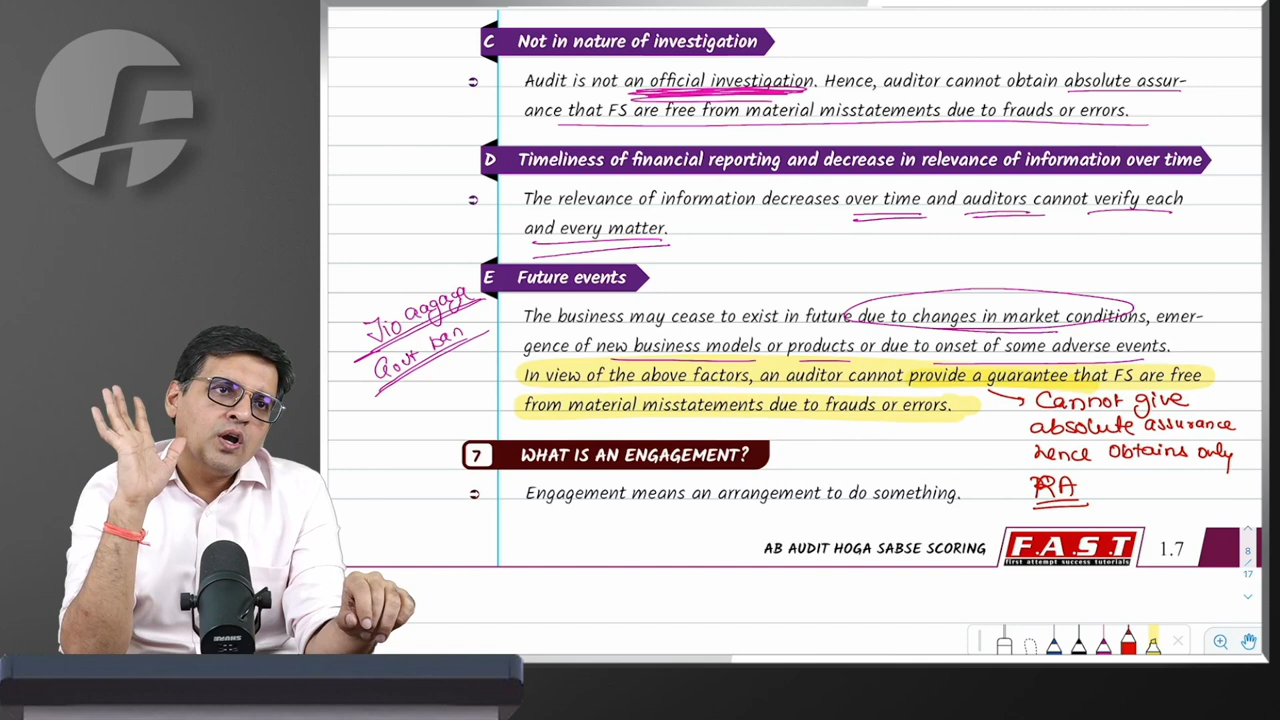 C Not in nature of investigation
Audit is not an official investigation. Hence, auditor cannot obtain absolute assur-
ance that FS are free from material misstatements due to frauds or errors.
D Timeliness of financial reporting and decrease in relevance of information over time
The relevance of information decreases over time and auditors cannot verify each
and every matter.
E Future events
Jio aagaya
Govt ban
The business may cease to exist in future due to changes in market conditions, emer-
gence of new business models or products or due to onset of some adverse events.
In view of the above factors, an auditor cannot provide a guarantee that FS are free
from material misstatements due to frauds or errors.
Cannot give
absolute assurance
hence obtains only
RA
7 WHAT IS AN ENGAGEMENT?
Engagement means an arrangement to do something.
AB AUDIT HOGA SABSE SCORING
F.A.S.T
first attempt success tutorials
1.7
8
/
17
SHURE